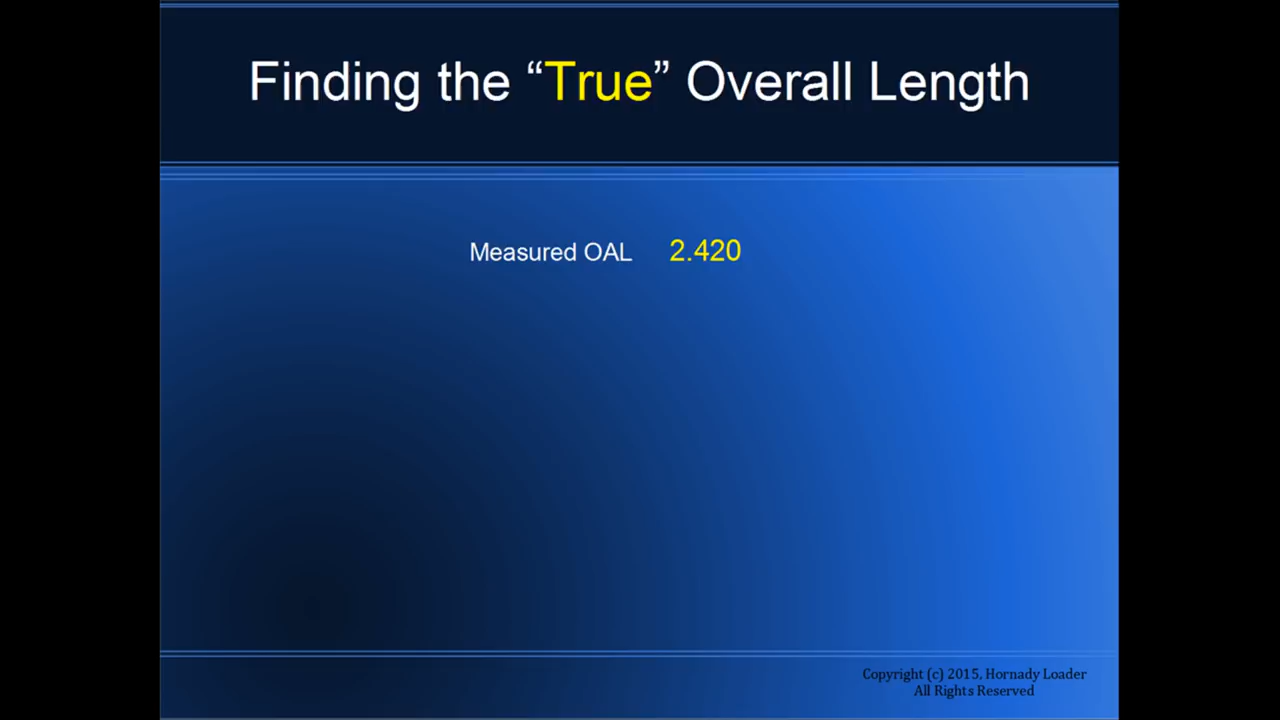 Finding the “True” Overall Length
Measured OAL 2.420
Copyright (c) 2015, Hornady Loader
All Rights Reserved